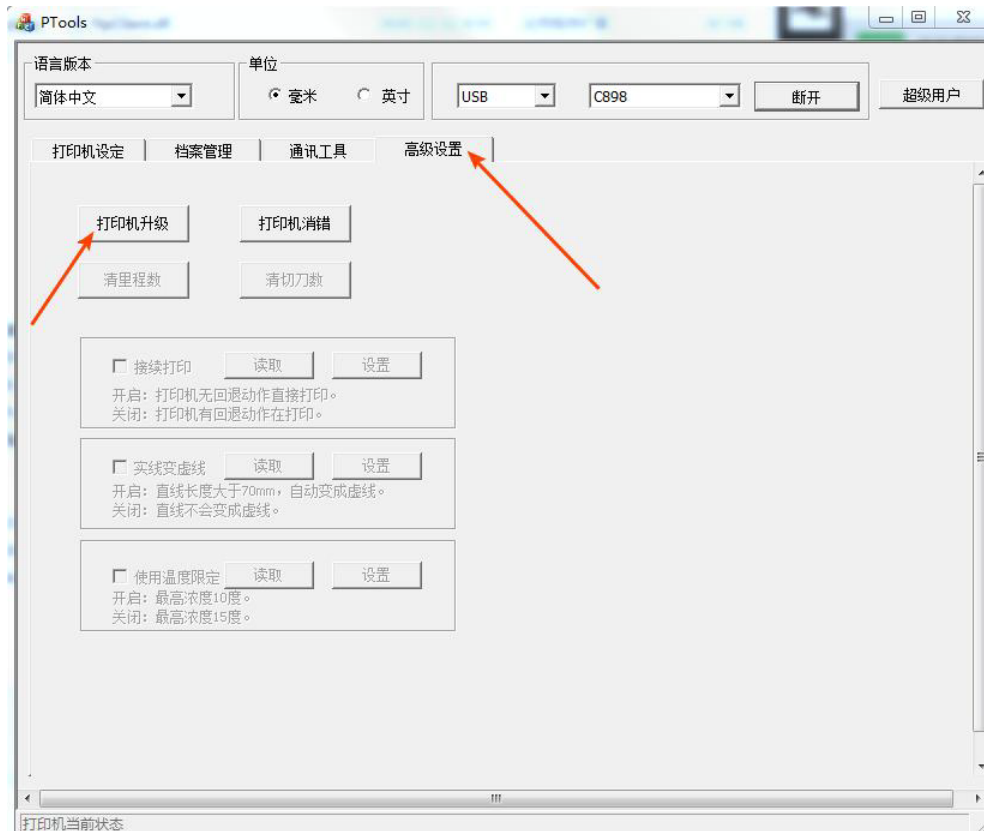 PTools
语言版本 单位
简体中文 毫米 英寸 USB C898 断开 超级用户
打印机设定 档案管理 通讯工具 高级设置
打印机升级 打印机消错
清里程数 清切刀数
接续打印 读取 设置
开启：打印机无回退动作直接打印。
关闭：打印机有回退动作在打印。
实线变虚线 读取 设置
开启：直线长度大于70mm，自动变成虚线。
关闭：直线不会变成虚线。
使用温度限定 读取 设置
开启：最高浓度10度。
关闭：最高浓度15度。
打印机当前状态